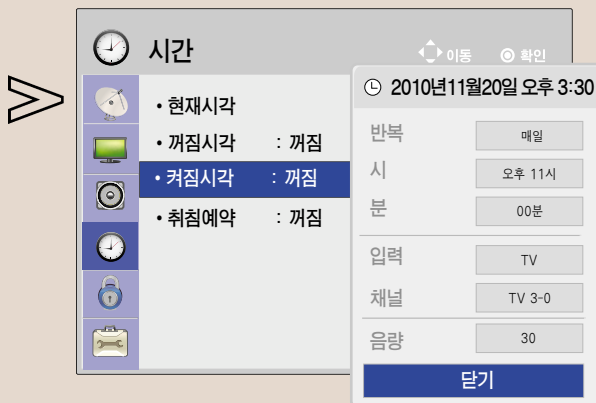 시간
이동 확인
• 현재시각
• 꺼짐시각 : 꺼짐
• 켜짐시각 : 꺼짐
• 취침예약 : 꺼짐
2010년11월20일 오후 3:30
반복 매일
시 오후 11시
분 00분
입력 TV
채널 TV 3-0
음량 30
닫기